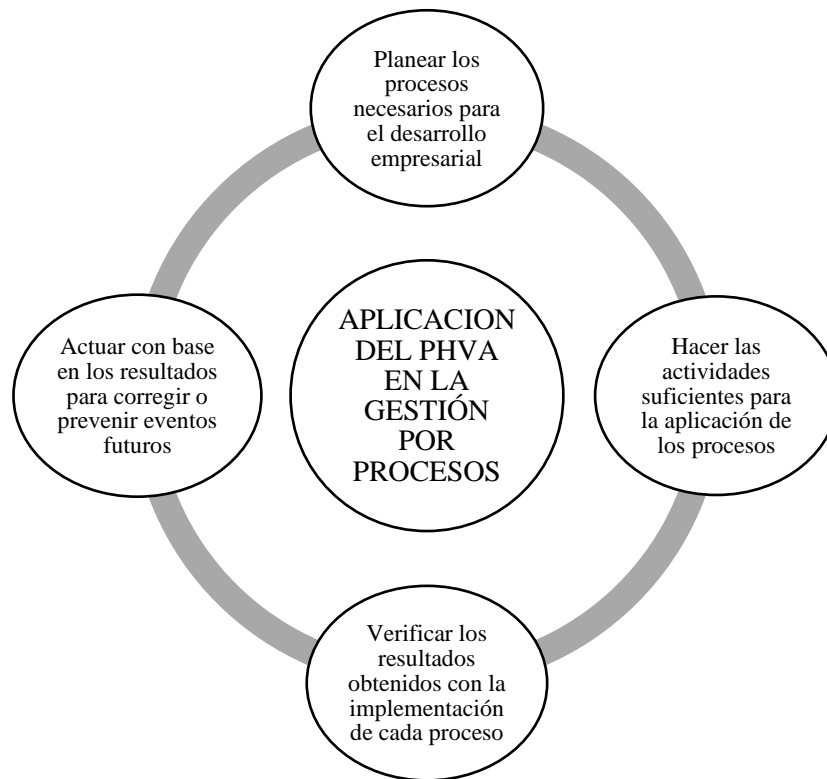 Planear los
procesos
necesarios para
el desarrollo
empresarial
APLICACION
DEL PHVA
EN LA
GESTIÓN
POR
PROCESOS
Hacer las
actividades
suficientes para
la aplicación de
los procesos
Verificar los
resultados
obtenidos con la
implementación
de cada proceso
Actuar con base
en los resultados
para corregir o
prevenir eventos
futuros